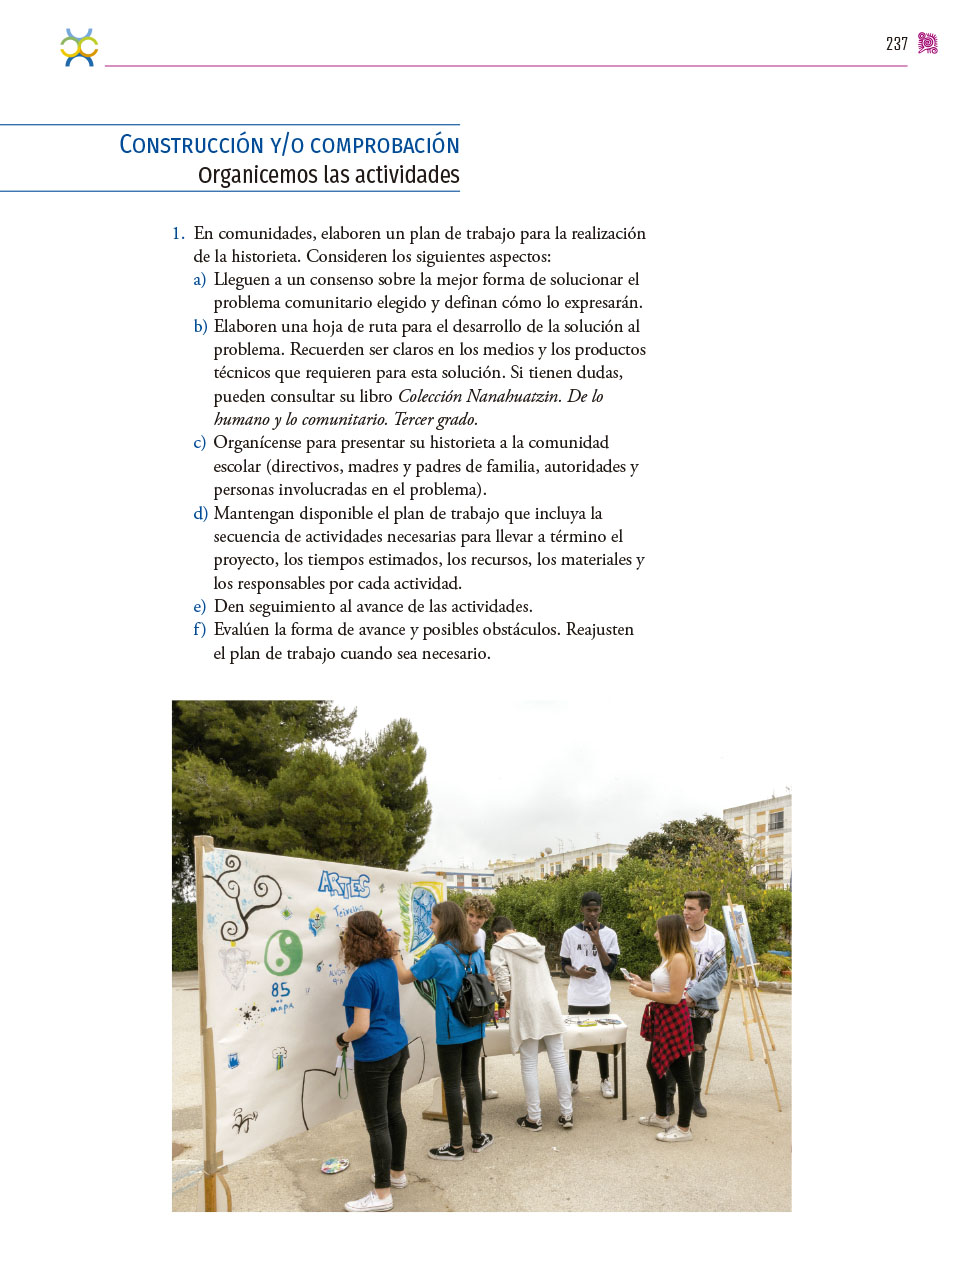 237
CONSTRUCCIÓN Y/O COMPROBACIÓN
Organicemos las actividades
1. En comunidades, elaboren un plan de trabajo para la realización
de la historieta. Consideren los siguientes aspectos:
a) Lleguen a un consenso sobre la mejor forma de solucionar el
problema comunitario elegido y definan cómo lo expresarán.
b) Elaboren una hoja de ruta para el desarrollo de la solución al
problema. Recuerden ser claros en los medios y los productos
técnicos que requieren para esta solución. Si tienen dudas,
pueden consultar su libro Colección Nanahuatzin. De lo
humano y lo comunitario. Tercer grado.
c) Organícense para presentar su historieta a la comunidad
escolar (directivos, madres y padres de familia, autoridades y
personas involucradas en el problema).
d) Mantengan disponible el plan de trabajo que incluya la
secuencia de actividades necesarias para llevar a término el
proyecto, los tiempos estimados, los recursos, los materiales y
los responsables por cada actividad.
e) Den seguimiento al avance de las actividades.
f) Evalúen la forma de avance y posibles obstáculos. Reajusten
el plan de trabajo cuando sea necesario.
ARTES
85